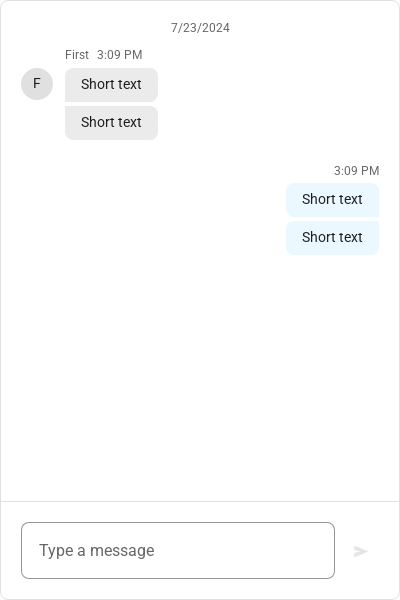 7/23/2024
First 3:09 PM
F
Short text
Short text
3:09 PM
Short text
Short text
Type a message